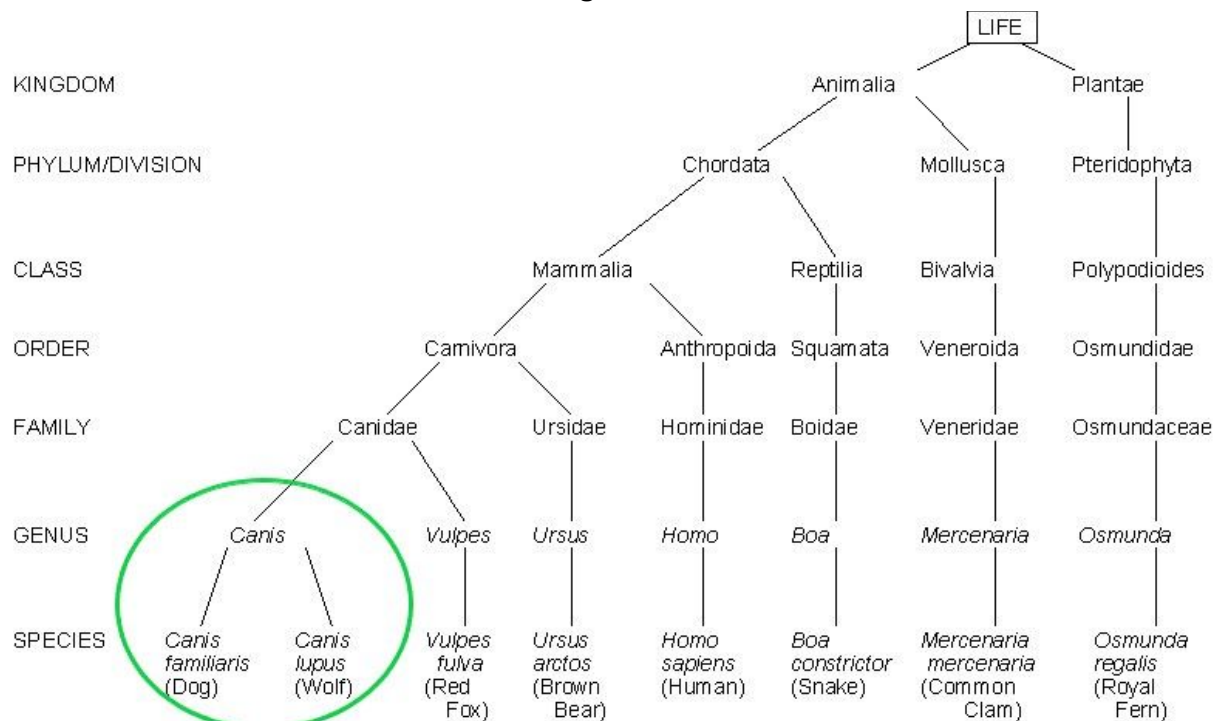 LIFE
KINGDOM Animalia Plantae
PHYLUM/DIVISION Chordata Mollusca Pteridophyta
CLASS Mammalia Reptilia Bivalvia Polypodioides
ORDER Carnivora Anthropoida Squamata Veneroida Osmundidae
FAMILY Canidae Ursidae Hominidae Boidae Veneridae Osmundaceae
GENUS Canis Vulpes Ursus Homo Boa Mercenaria Osmunda
SPECIES Canis Canis Vulpes Ursus Homo Boa Mercenaria Osmunda
familiaris lupus fulva arctos sapiens constrictor mercenaria regalis
(Dog) (Wolf) (Red (Brown (Human) (Snake) (Common (Royal
Fox) Bear) Clam) Fern)